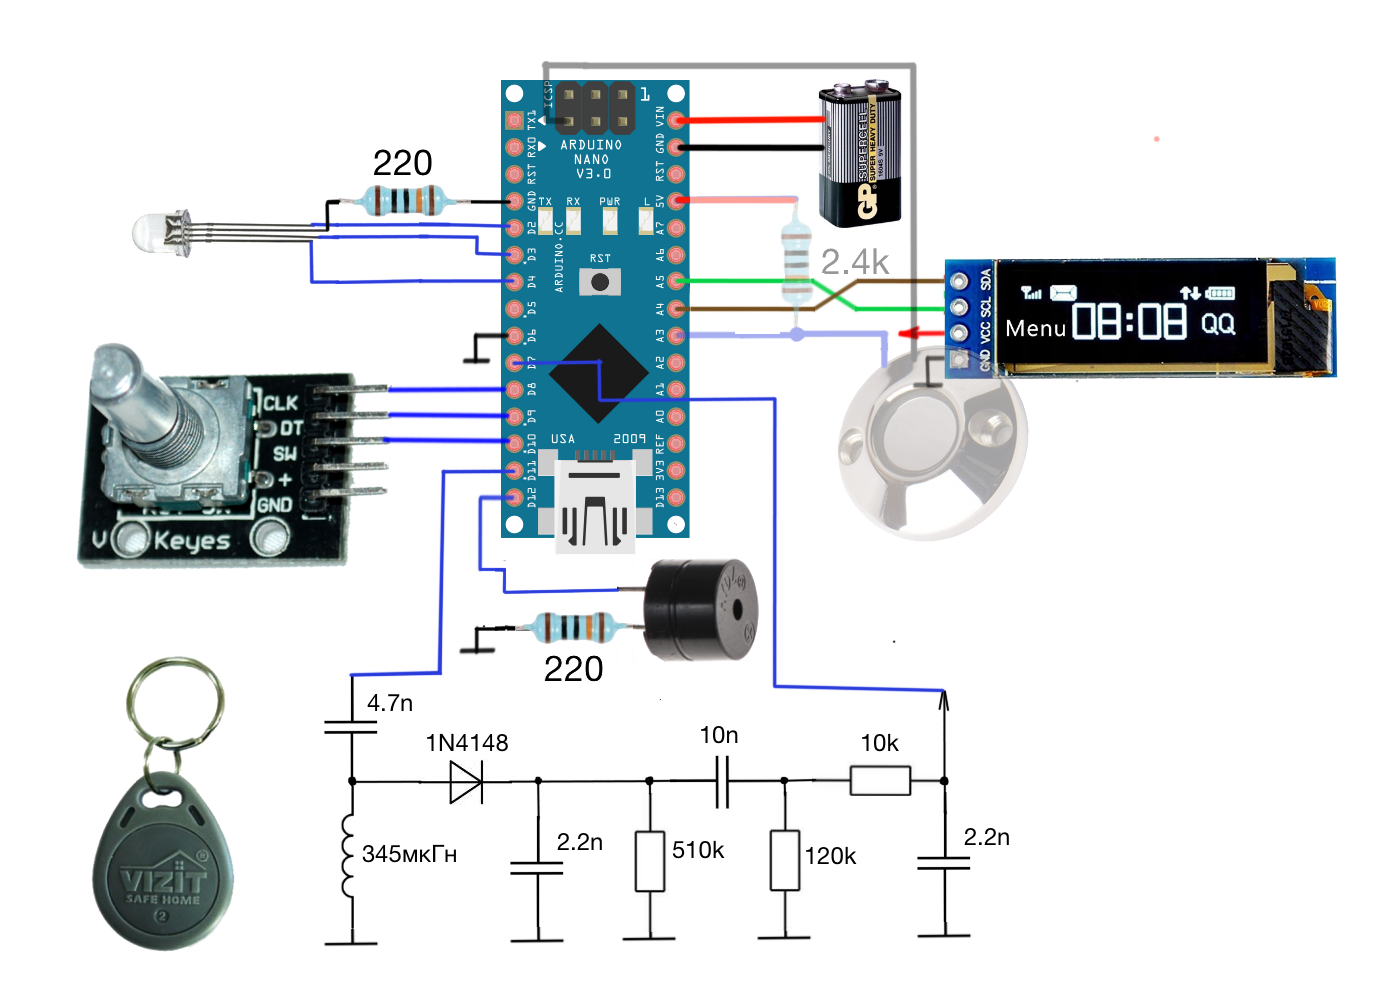 220
ICSP
1
ARDUINO
NANO
V3.0
TX1
RX0
RST
GND
D2
D3
D4
D5
D6
D7
D8
D9
D10
D11
D12
VIN
GND
RST
5V
A7
A6
A5
A4
A3
A2
A1
A0
REF
3V3
D13
TX
RX
PWR
L
ARDUINO.CC
RST
USA
2009
GP
SUPERCELL
SUPER HEAVY DUTY
2.4k
SDA
SCL
VCC
GND
Menu
08:08
QQ
CLK
DT
SW
+
GND
Keyes
220
4.7n
1N4148
10n
10k
345мкГн
2.2n
510k
120k
2.2n
VIZIT
®
SAFE HOME
2